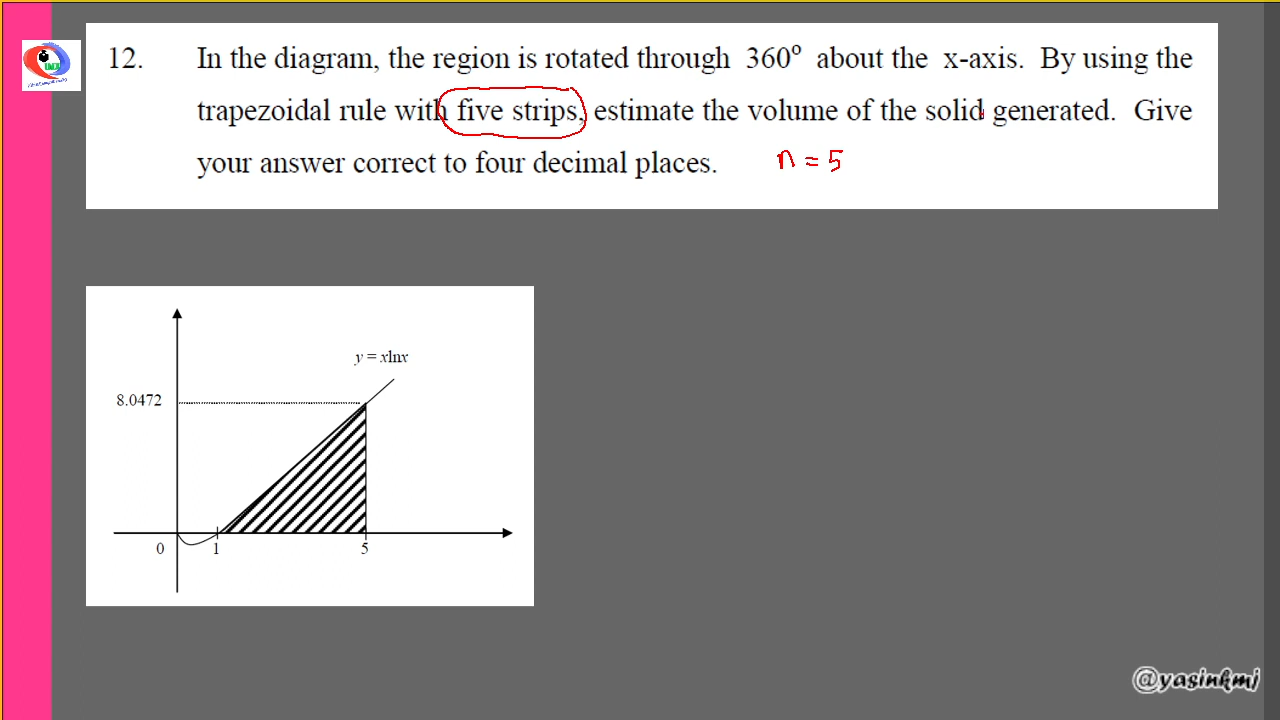 12. In the diagram, the region is rotated through 360° about the x-axis. By using the
trapezoidal rule with five strips, estimate the volume of the solid generated. Give
your answer correct to four decimal places. n = 5
y = xlnx
8.0472
0 1 5
@yasinkmj